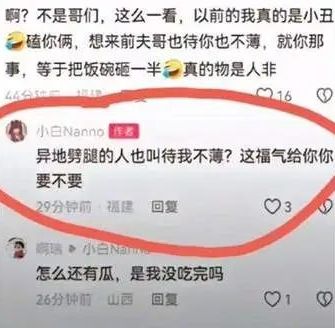 啊？不是哥们，这么一看，以前的我真的是小丑
🤣磕你俩，想来前夫哥也待你也不薄，就你那
事，等于把饭碗砸一半🤣真的物是人非
44分钟前·福建 回复 16
小白Nanno 作者
异地劈腿的人也叫待我不薄？这福气给你你
要不要
29分钟前·福建 回复 3
啊瑞 ▸ 小白Nanno
怎么还有瓜，是我没吃完吗
26分钟前·山西 回复 1